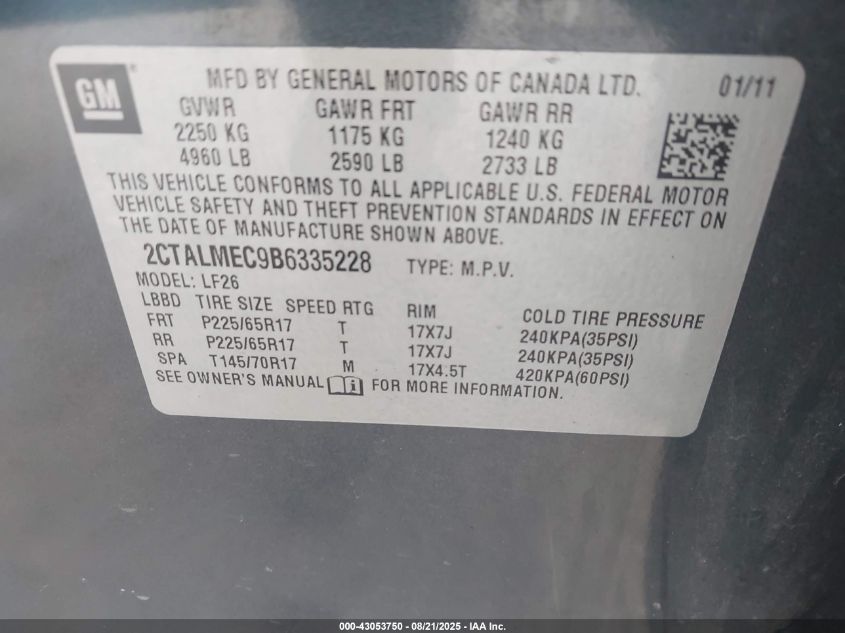 GM
MFD BY GENERAL MOTORS OF CANADA LTD. 01/11
GVWR GAWR FRT GAWR RR
2250 KG 1175 KG 1240 KG
4960 LB 2590 LB 2733 LB
THIS VEHICLE CONFORMS TO ALL APPLICABLE U.S. FEDERAL MOTOR
VEHICLE SAFETY AND THEFT PREVENTION STANDARDS IN EFFECT ON
THE DATE OF MANUFACTURE SHOWN ABOVE.
2CTALMEC9B6335228 TYPE: M.P.V.
MODEL: LF26
LBBD TIRE SIZE SPEED RTG RIM COLD TIRE PRESSURE
FRT P225/65R17 T 17X7J 240KPA(35PSI)
RR P225/65R17 T 17X7J 240KPA(35PSI)
SPA T145/70R17 M 17X4.5T 420KPA(60PSI)
SEE OWNER'S MANUAL FOR MORE INFORMATION.
000-43053750 - 08/21/2025 - IAA Inc.